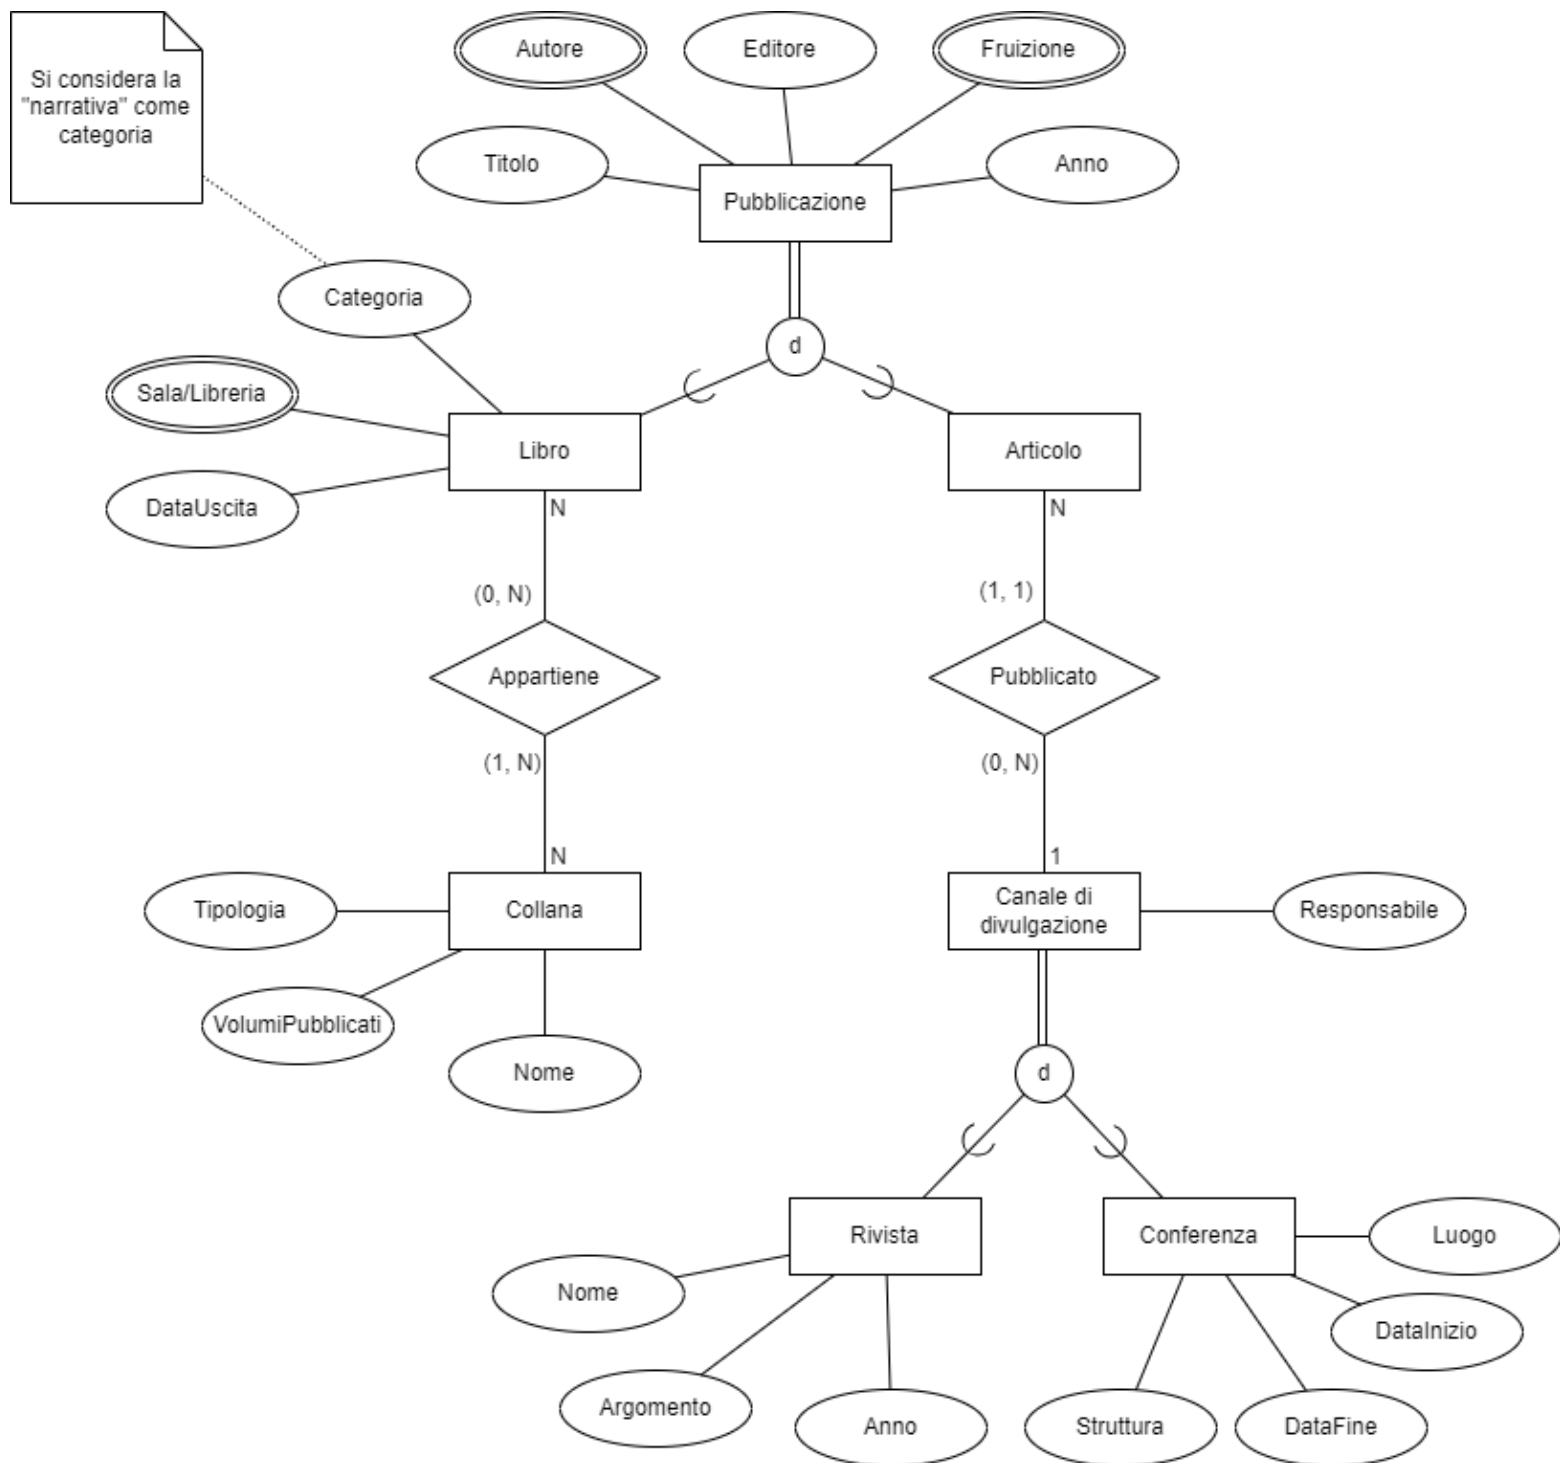 Autore
Editore
Fruizione
Si considera la
"narrativa" come
categoria
Titolo
Anno
Pubblicazione
Categoria
d
Sala/Libreria
Libro
Articolo
DataUscita
N
N
(0, N)
(1, 1)
Appartiene
Pubblicato
(1, N)
(0, N)
N
1
Tipologia
Collana
Canale di
divulgazione
Responsabile
VolumiPubblicati
Nome
d
Rivista
Conferenza
Luogo
Nome
DataInizio
Argomento
Anno
Struttura
DataFine